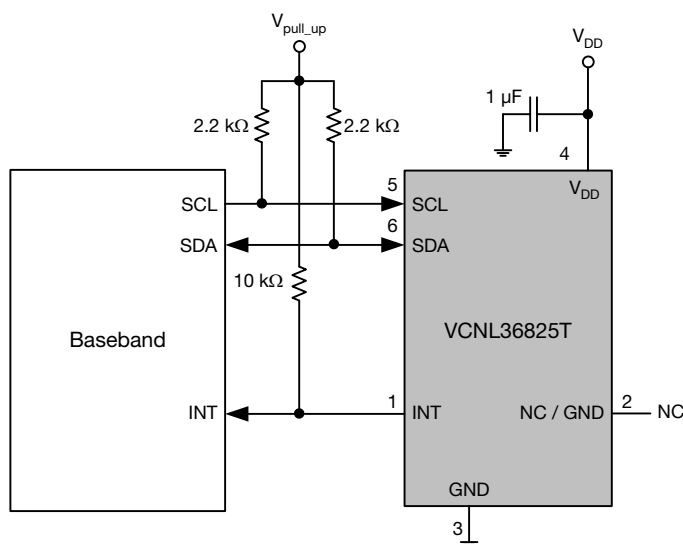 V_pull_up
V_DD
1 µF
2.2 kΩ
2.2 kΩ
4
V_DD
SCL
5
SCL
SDA
6
SDA
10 kΩ
Baseband
VCNL36825T
INT
1
INT
NC / GND
2
NC
GND
3